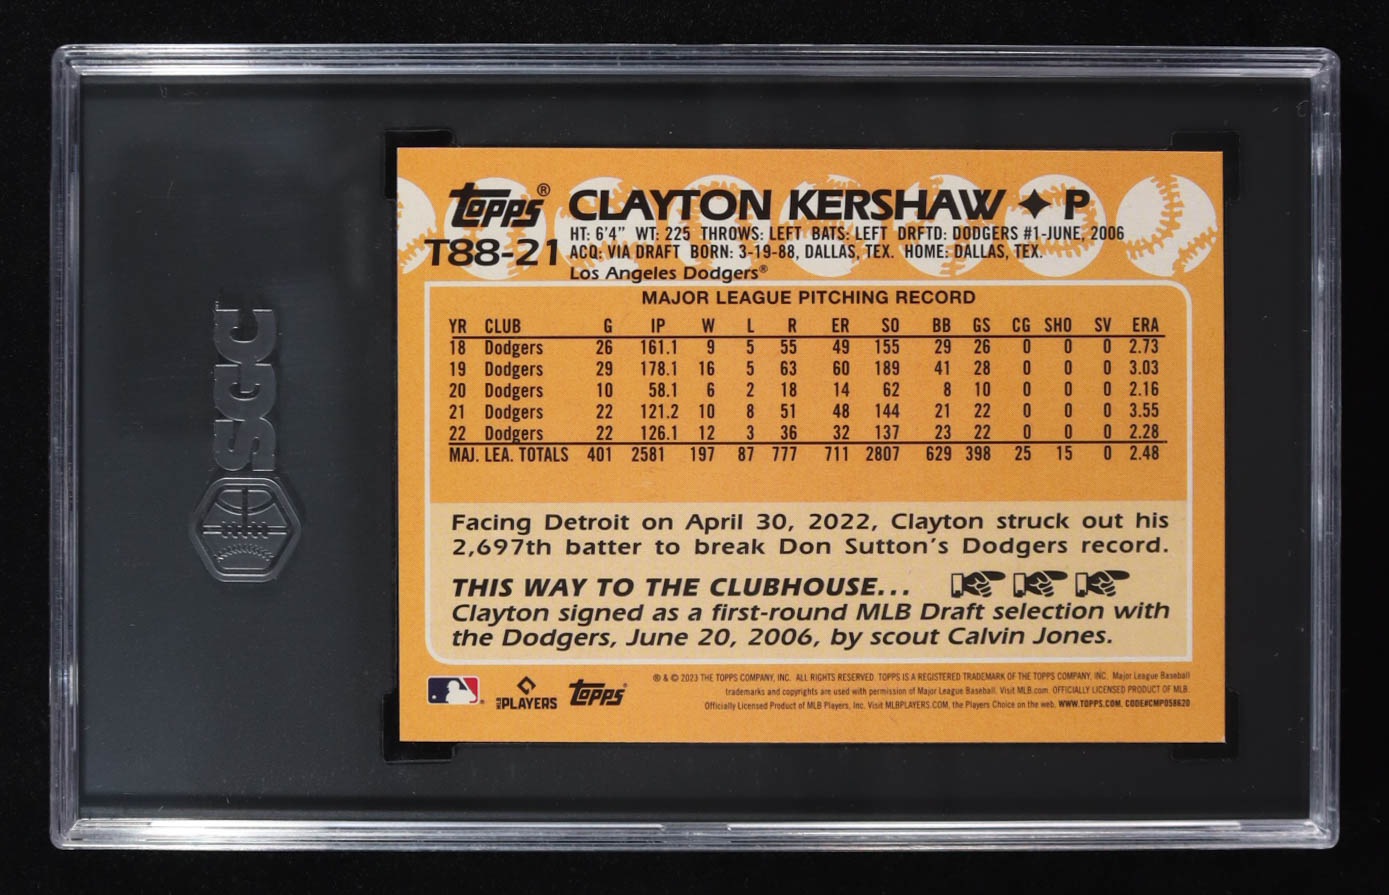 SGC
Topps® CLAYTON KERSHAW ✦ P
T88-21
HT: 6'4" WT: 225 THROWS: LEFT BATS: LEFT DRFTD: DODGERS #1-JUNE, 2006
ACQ: VIA DRAFT BORN: 3-19-88, DALLAS, TEX. HOME: DALLAS, TEX.
Los Angeles Dodgers®
MAJOR LEAGUE PITCHING RECORD
YR CLUB G IP W L R ER SO BB GS CG SHO SV ERA
18 Dodgers 26 161.1 9 5 55 49 155 29 26 0 0 0 2.73
19 Dodgers 29 178.1 16 5 63 60 189 41 28 0 0 0 3.03
20 Dodgers 10 58.1 6 2 18 14 62 8 10 0 0 0 2.16
21 Dodgers 22 121.2 10 8 51 48 144 21 22 0 0 0 3.55
22 Dodgers 22 126.1 12 3 36 32 137 23 22 0 0 0 2.28
MAJ. LEA. TOTALS 401 2581 197 87 777 711 2807 629 398 25 15 0 2.48
Facing Detroit on April 30, 2022, Clayton struck out his
2,697th batter to break Don Sutton's Dodgers record.
THIS WAY TO THE CLUBHOUSE...
Clayton signed as a first-round MLB Draft selection with
the Dodgers, June 20, 2006, by scout Calvin Jones.
MLB PLAYERS Topps®
® & © 2023 THE TOPPS COMPANY, INC. ALL RIGHTS RESERVED. TOPPS IS A REGISTERED TRADEMARK OF THE TOPPS COMPANY, INC. Major League Baseball
trademarks and copyrights are used with permission of Major League Baseball. Visit MLB.com. OFFICIALLY LICENSED PRODUCT OF MLB
Officially Licensed Product of MLB Players, Inc. Visit MLBPLAYERS.COM, the Players Choice on the web. WWW.TOPPS.COM. CODE#CMP058620